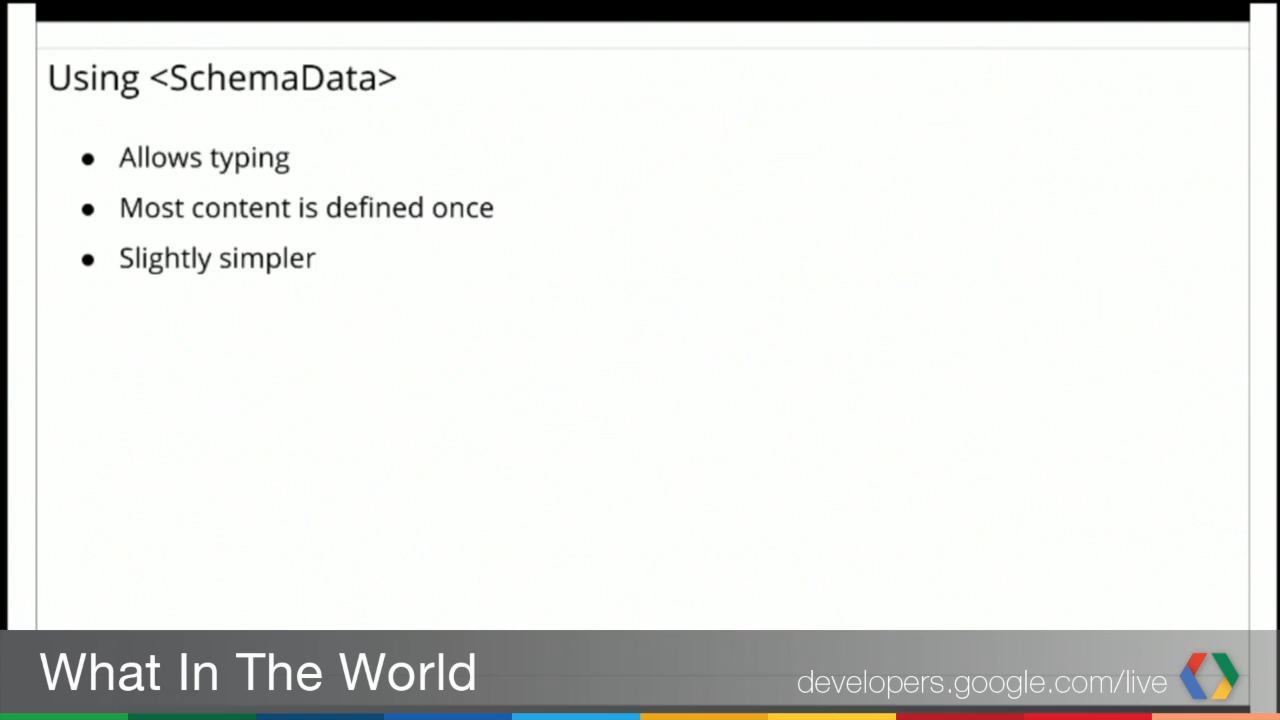 Using <SchemaData>
● Allows typing
● Most content is defined once
● Slightly simpler
What In The World
developers.google.com/live